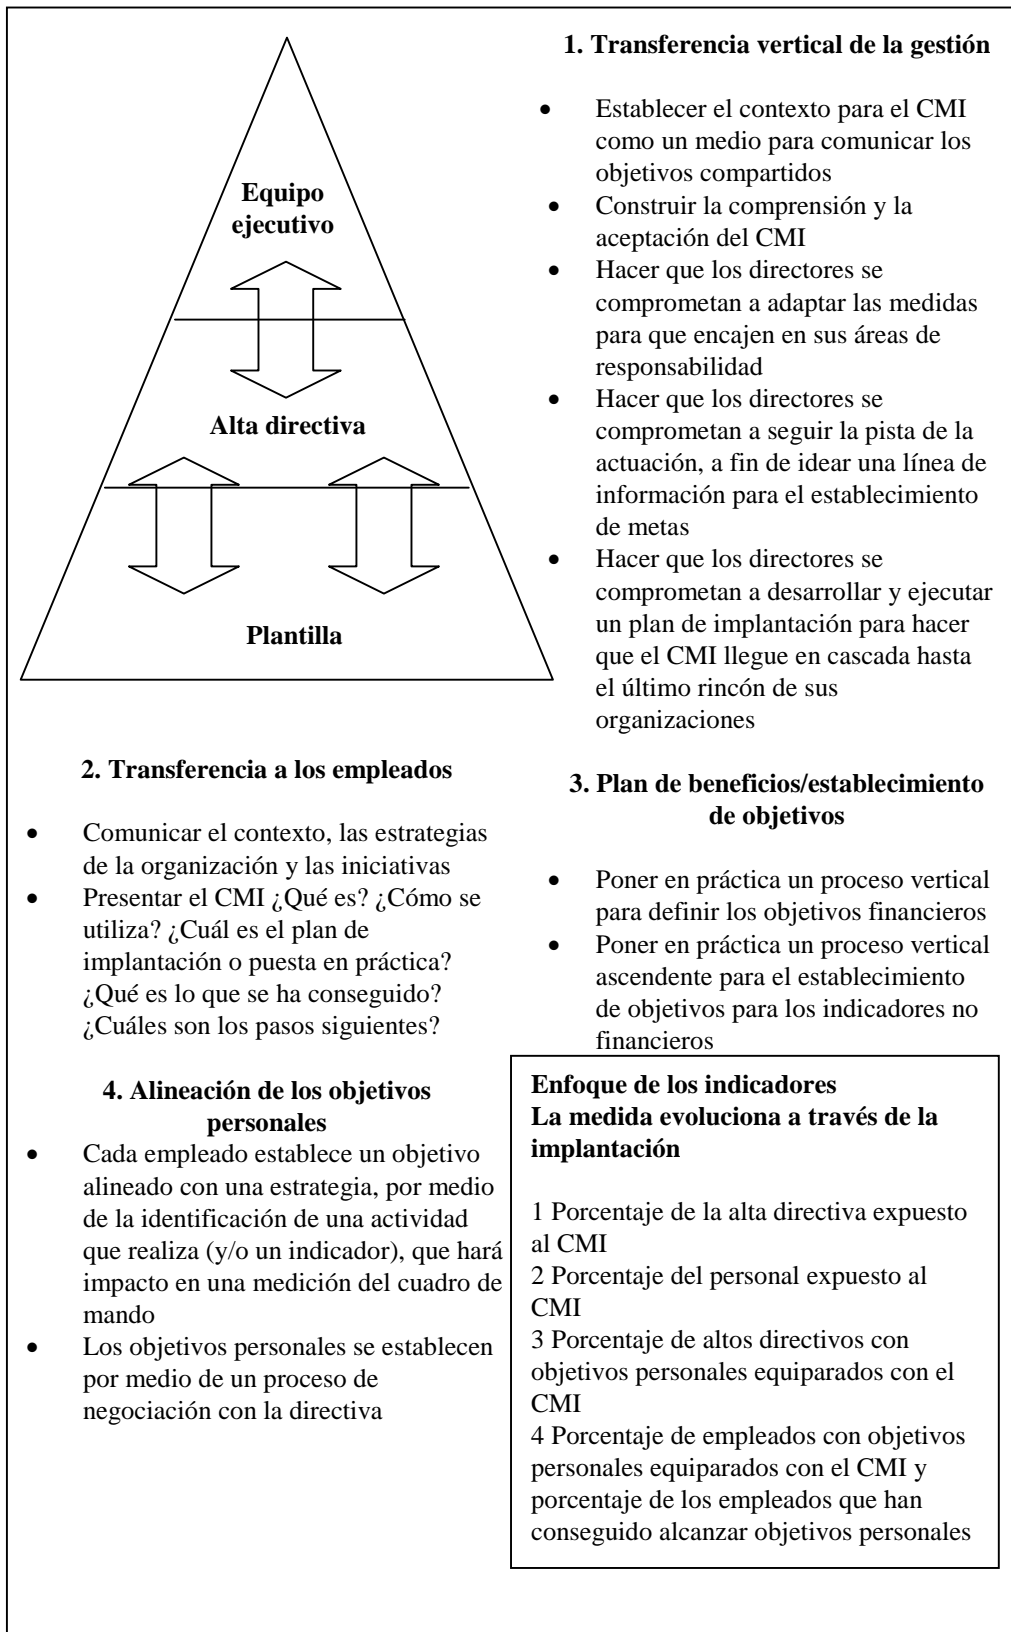 Equipo
ejecutivo
Alta directiva
Plantilla
1. Transferencia vertical de la gestión
• Establecer el contexto para el CMI
como un medio para comunicar los
objetivos compartidos
• Construir la comprensión y la
aceptación del CMI
• Hacer que los directores se
comprometan a adaptar las medidas
para que encajen en sus áreas de
responsabilidad
• Hacer que los directores se
comprometan a seguir la pista de la
actuación, a fin de idear una línea de
información para el establecimiento
de metas
• Hacer que los directores se
comprometan a desarrollar y ejecutar
un plan de implantación para hacer
que el CMI llegue en cascada hasta
el último rincón de sus
organizaciones
2. Transferencia a los empleados
• Comunicar el contexto, las estrategias
de la organización y las iniciativas
• Presentar el CMI ¿Qué es? ¿Cómo se
utiliza? ¿Cuál es el plan de
implantación o puesta en práctica?
¿Qué es lo que se ha conseguido?
¿Cuáles son los pasos siguientes?
3. Plan de beneficios/establecimiento
de objetivos
• Poner en práctica un proceso vertical
para definir los objetivos financieros
• Poner en práctica un proceso vertical
ascendente para el establecimiento
de objetivos para los indicadores no
financieros
4. Alineación de los objetivos
personales
• Cada empleado establece un objetivo
alineado con una estrategia, por medio
de la identificación de una actividad
que realiza (y/o un indicador), que hará
impacto en una medición del cuadro de
mando
• Los objetivos personales se establecen
por medio de un proceso de
negociación con la directiva
Enfoque de los indicadores
La medida evoluciona a través de la
implantación
1 Porcentaje de la alta directiva expuesto
al CMI
2 Porcentaje del personal expuesto al
CMI
3 Porcentaje de altos directivos con
objetivos personales equiparados con el
CMI
4 Porcentaje de empleados con objetivos
personales equiparados con el CMI y
porcentaje de los empleados que han
conseguido alcanzar objetivos personales